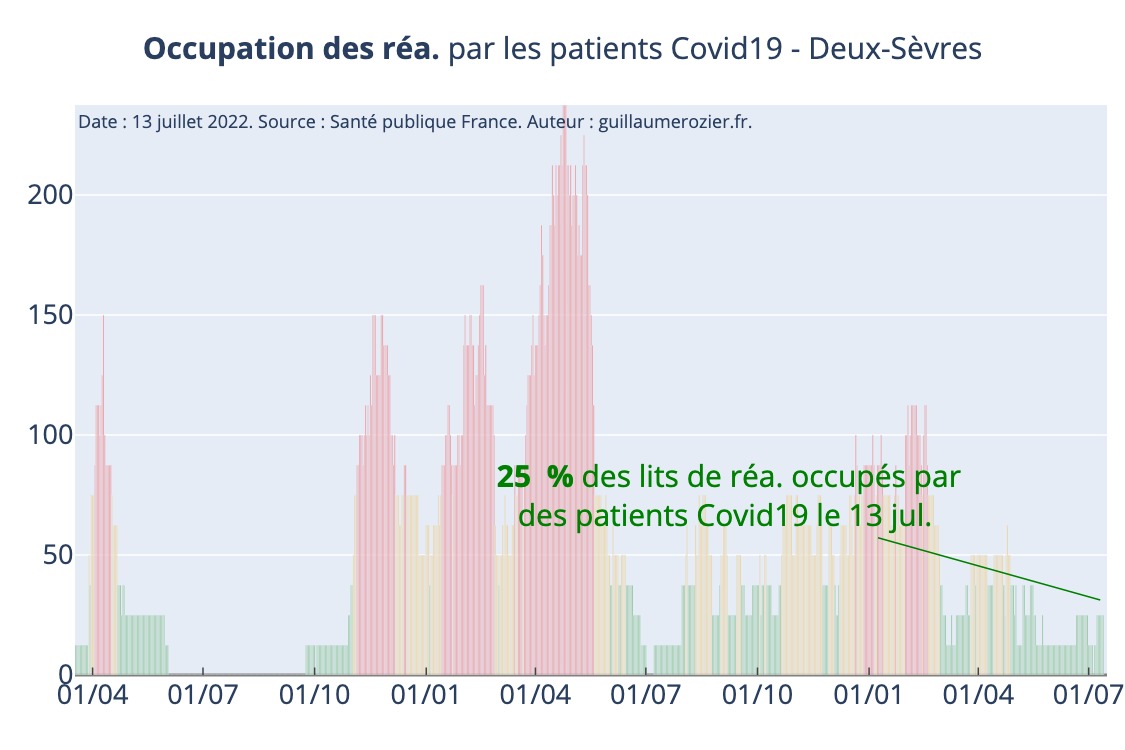 Occupation des réa. par les patients Covid19 - Deux-Sèvres
Date : 13 juillet 2022. Source : Santé publique France. Auteur : guillaumerozier.fr.
200
150
100
50
0
25 % des lits de réa. occupés par
des patients Covid19 le 13 jul.
01/04 01/07 01/10 01/01 01/04 01/07 01/10 01/01 01/04 01/07